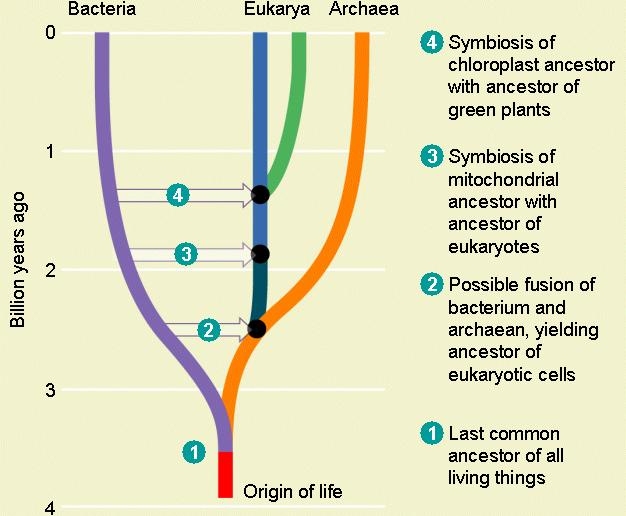 Bacteria
Eukarya
Archaea
0
1
2
3
4
Billion years ago
4
3
2
1
Origin of life
4 Symbiosis of
chloroplast ancestor
with ancestor of
green plants
3 Symbiosis of
mitochondrial
ancestor with
ancestor of
eukaryotes
2 Possible fusion of
bacterium and
archaean, yielding
ancestor of
eukaryotic cells
1 Last common
ancestor of all
living things